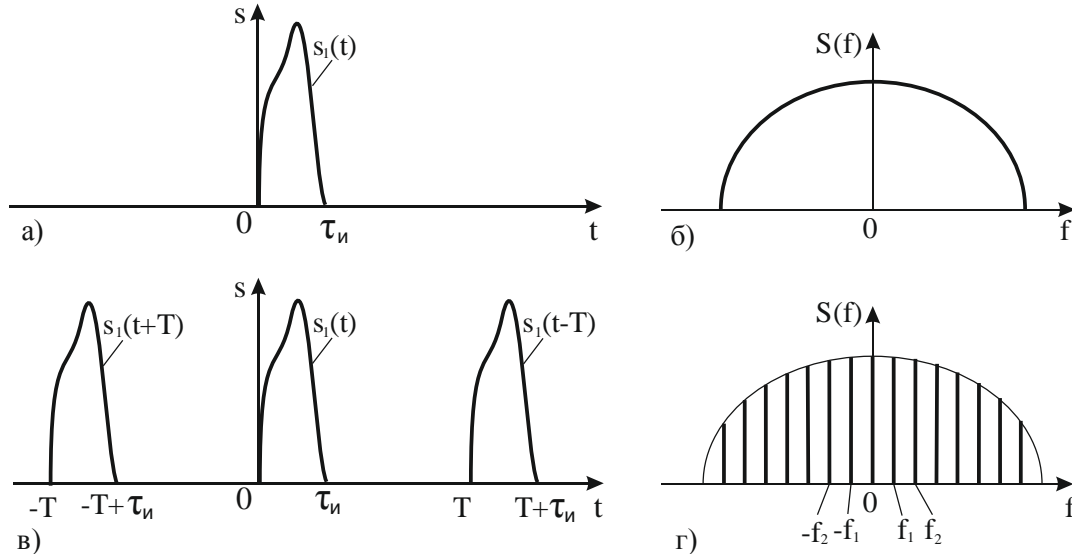 s
s₁(t)
0
τи
t
а)
S(f)
0
f
б)
s
s₁(t+T)
s₁(t)
s₁(t-T)
-T
-T+τи
0
τи
T
T+τи
t
в)
S(f)
0
-f₂
-f₁
f₁
f₂
f
г)